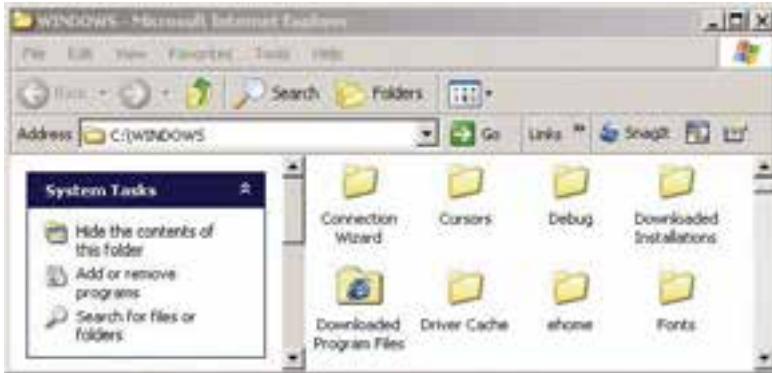 WINDOWS - Microsoft Internet Explorer
File Edit View Favorites Tools Help
Back Search Folders
Address C:\WINDOWS Go Links » SnagIt
System Tasks
Hide the contents of
this folder
Add or remove
programs
Search for files or
folders
Connection
Wizard
Cursors
Debug
Downloaded
Installations
Downloaded
Program Files
Driver Cache
ehome
Fonts